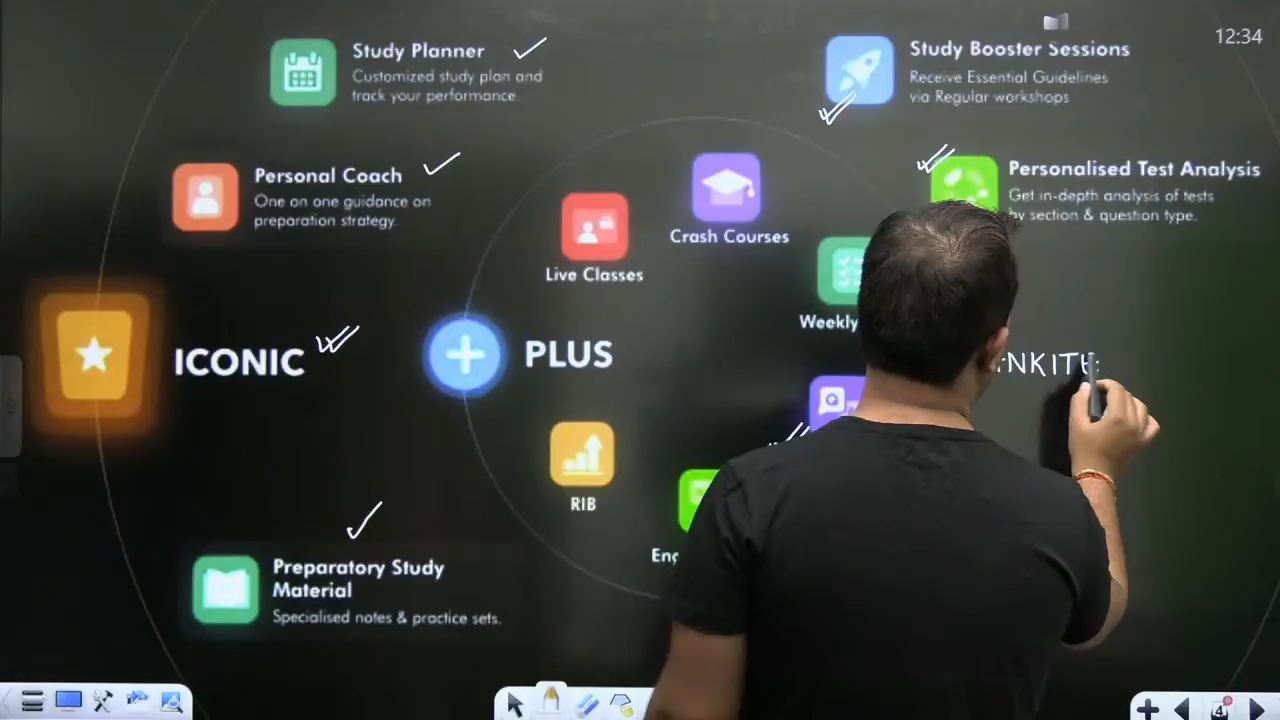 12:34
Study Planner
Customized study plan and
track your performance.
Study Booster Sessions
Receive Essential Guidelines
via Regular workshops
Personal Coach
One on one guidance on
preparation strategy.
Personalised Test Analysis
Get in-depth analysis of tests
by section & question type.
Crash Courses
Live Classes
Weekly
ICONIC
PLUS
NKIT
RIB
Preparatory Study
Material
Specialised notes & practice sets.
4